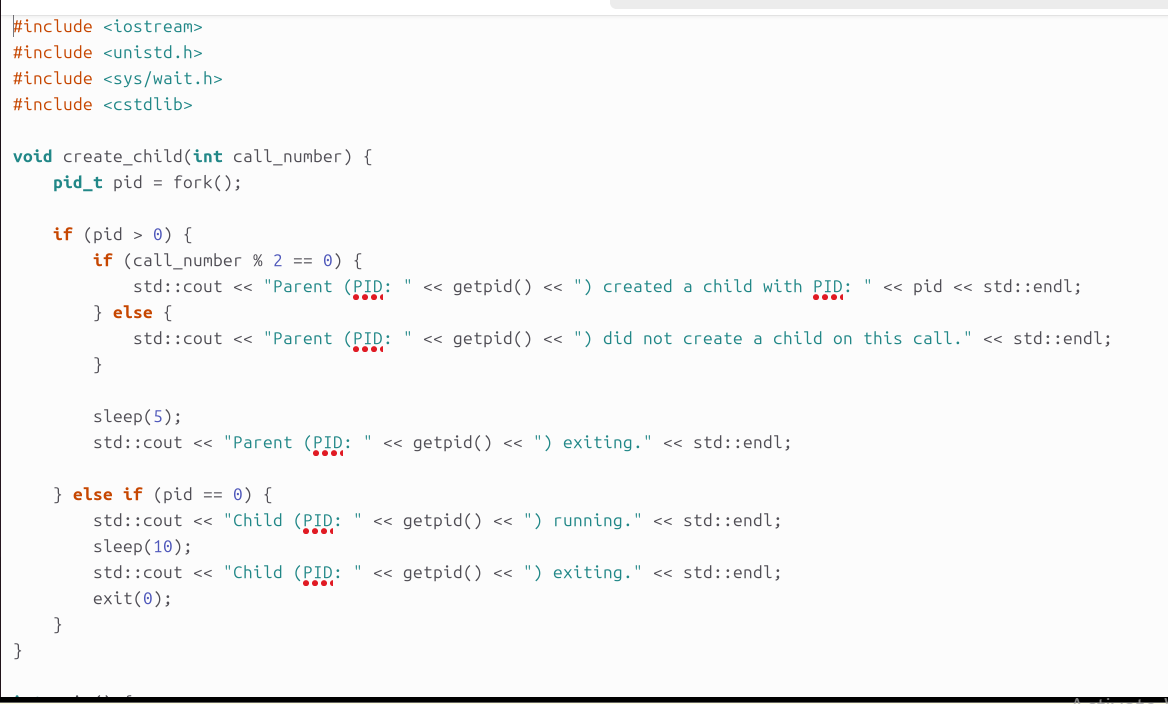 #include <iostream>
#include <unistd.h>
#include <sys/wait.h>
#include <cstdlib>

void create_child(int call_number) {
    pid_t pid = fork();

    if (pid > 0) {
        if (call_number % 2 == 0) {
            std::cout << "Parent (PID: " << getpid() << ") created a child with PID: " << pid << std::endl;
        } else {
            std::cout << "Parent (PID: " << getpid() << ") did not create a child on this call." << std::endl;
        }

        sleep(5);
        std::cout << "Parent (PID: " << getpid() << ") exiting." << std::endl;

    } else if (pid == 0) {
        std::cout << "Child (PID: " << getpid() << ") running." << std::endl;
        sleep(10);
        std::cout << "Child (PID: " << getpid() << ") exiting." << std::endl;
        exit(0);
    }
}